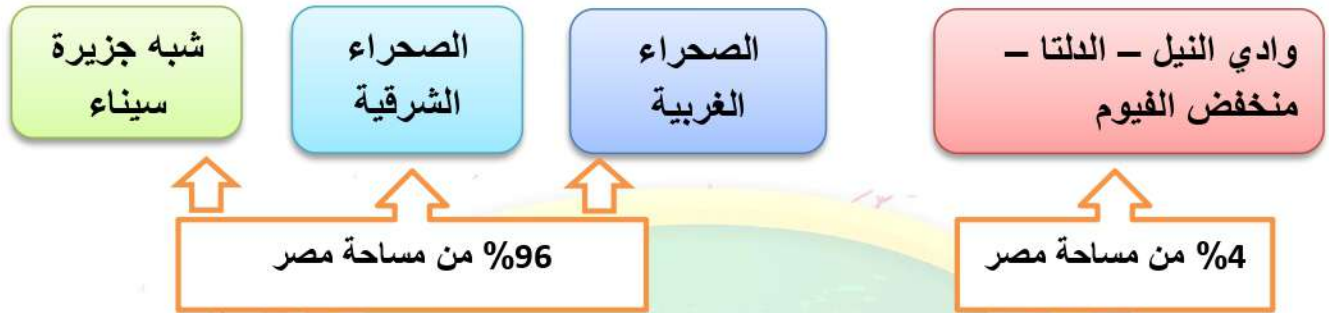 وادي النيل – الدلتا –
منخفض الفيوم
الصحراء
الغربية
الصحراء
الشرقية
شبه جزيرة
سيناء
%4 من مساحة مصر
%96 من مساحة مصر